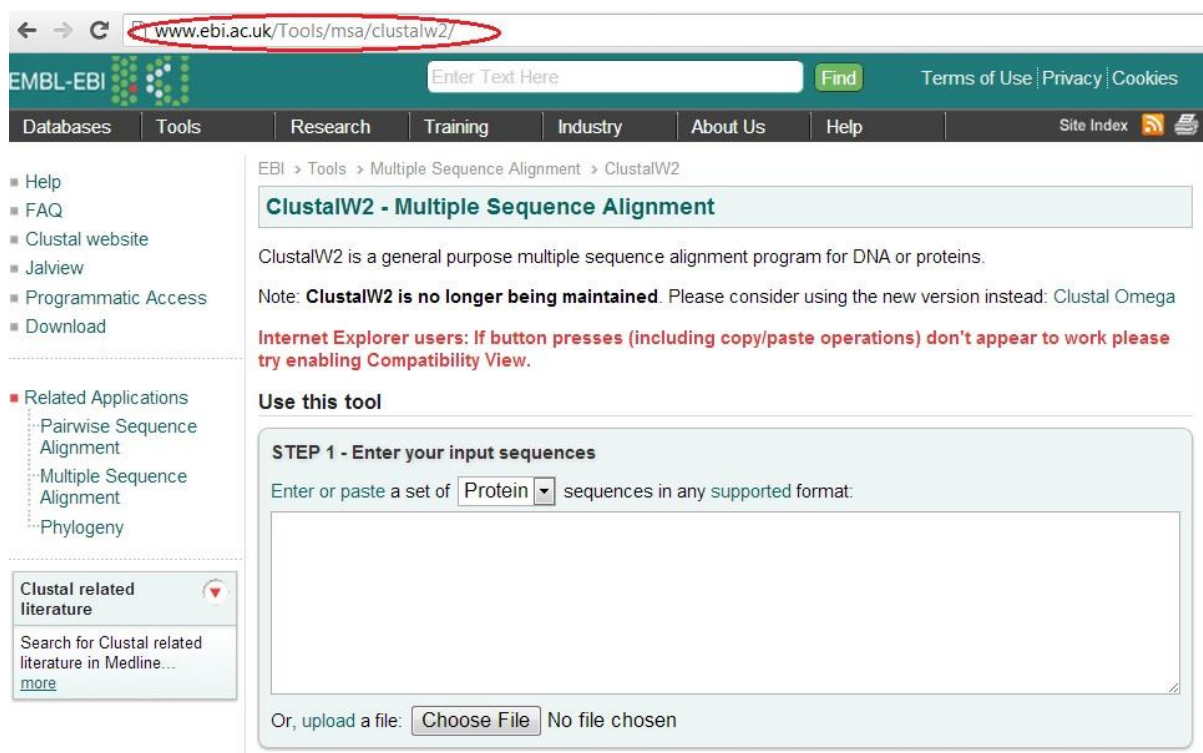 www.ebi.ac.uk/Tools/msa/clustalw2/
EMBL-EBI
Enter Text Here
Find
Terms of Use Privacy Cookies
Databases Tools Research Training Industry About Us Help Site Index
Help
FAQ
Clustal website
Jalview
Programmatic Access
Download
Related Applications
Pairwise Sequence
Alignment
Multiple Sequence
Alignment
Phylogeny
Clustal related
literature
Search for Clustal related
literature in Medline...
more
EBI > Tools > Multiple Sequence Alignment > ClustalW2
ClustalW2 - Multiple Sequence Alignment
ClustalW2 is a general purpose multiple sequence alignment program for DNA or proteins.
Note: ClustalW2 is no longer being maintained. Please consider using the new version instead: Clustal Omega
Internet Explorer users: If button presses (including copy/paste operations) don't appear to work please
try enabling Compatibility View.
Use this tool
STEP 1 - Enter your input sequences
Enter or paste a set of Protein sequences in any supported format:
Or, upload a file: Choose File No file chosen